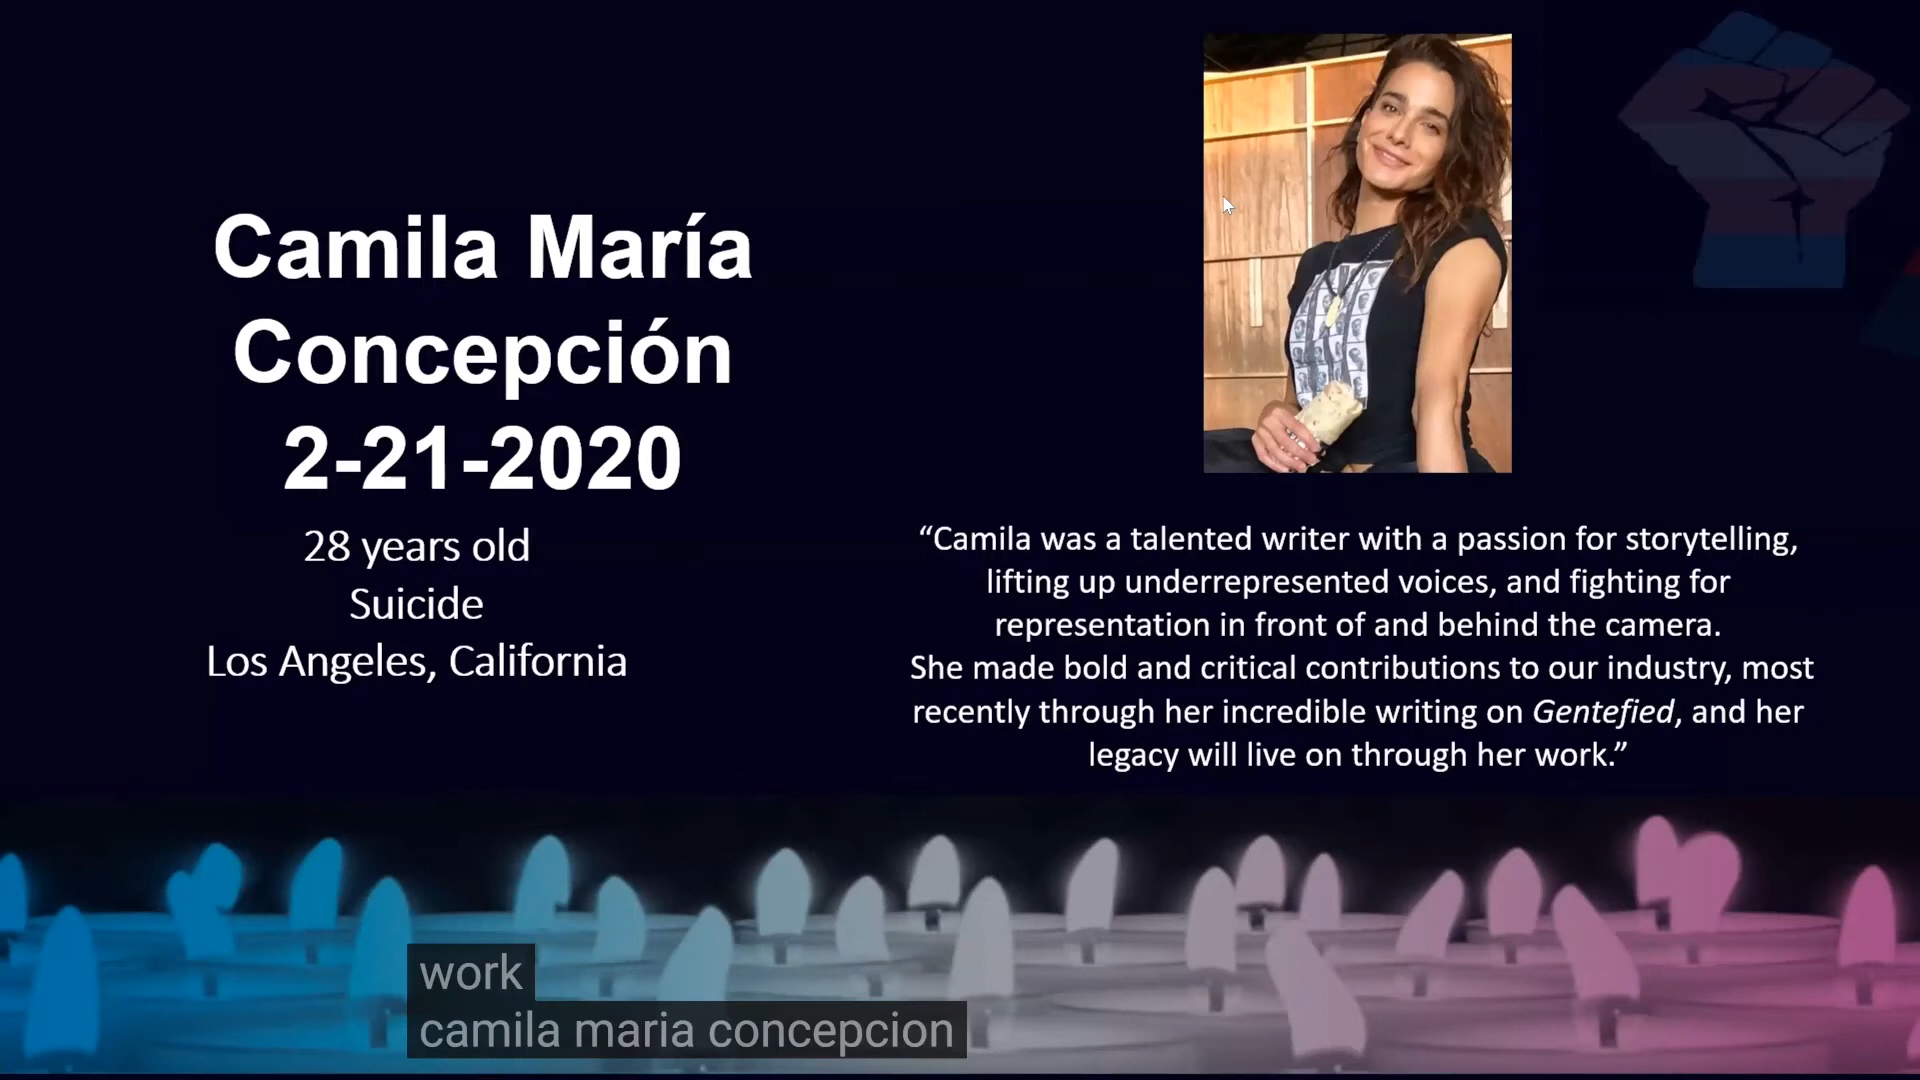 Camila María
Concepción
2-21-2020
28 years old
Suicide
Los Angeles, California
“Camila was a talented writer with a passion for storytelling,
lifting up underrepresented voices, and fighting for
representation in front of and behind the camera.
She made bold and critical contributions to our industry, most
recently through her incredible writing on Gentefied, and her
legacy will live on through her work.”
work
camila maria concepcion